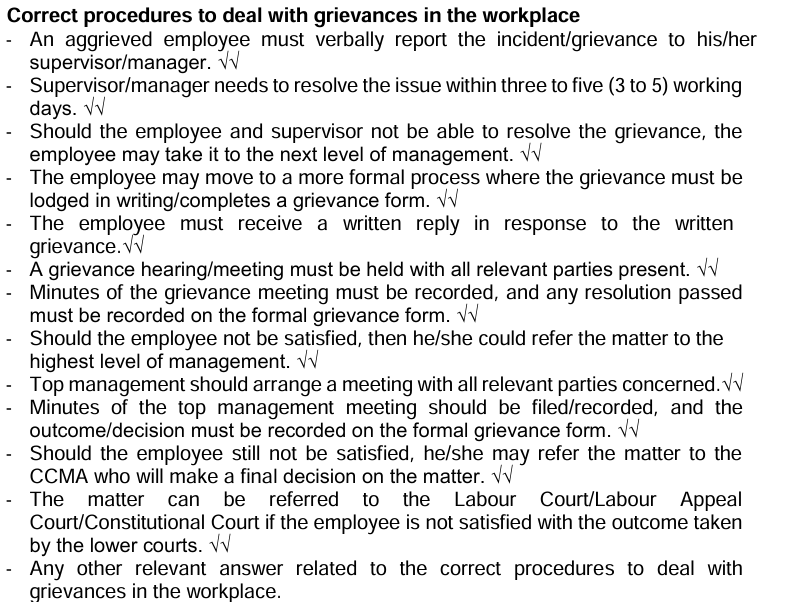 Correct procedures to deal with grievances in the workplace
- An aggrieved employee must verbally report the incident/grievance to his/her
supervisor/manager. √√
- Supervisor/manager needs to resolve the issue within three to five (3 to 5) working
days. √√
- Should the employee and supervisor not be able to resolve the grievance, the
employee may take it to the next level of management. √√
- The employee may move to a more formal process where the grievance must be
lodged in writing/completes a grievance form. √√
- The employee must receive a written reply in response to the written
grievance.√√
- A grievance hearing/meeting must be held with all relevant parties present. √√
- Minutes of the grievance meeting must be recorded, and any resolution passed
must be recorded on the formal grievance form. √√
- Should the employee not be satisfied, then he/she could refer the matter to the
highest level of management. √√
- Top management should arrange a meeting with all relevant parties concerned.√√
- Minutes of the top management meeting should be filed/recorded, and the
outcome/decision must be recorded on the formal grievance form. √√
- Should the employee still not be satisfied, he/she may refer the matter to the
CCMA who will make a final decision on the matter. √√
- The matter can be referred to the Labour Court/Labour Appeal
Court/Constitutional Court if the employee is not satisfied with the outcome taken
by the lower courts. √√
- Any other relevant answer related to the correct procedures to deal with
grievances in the workplace.